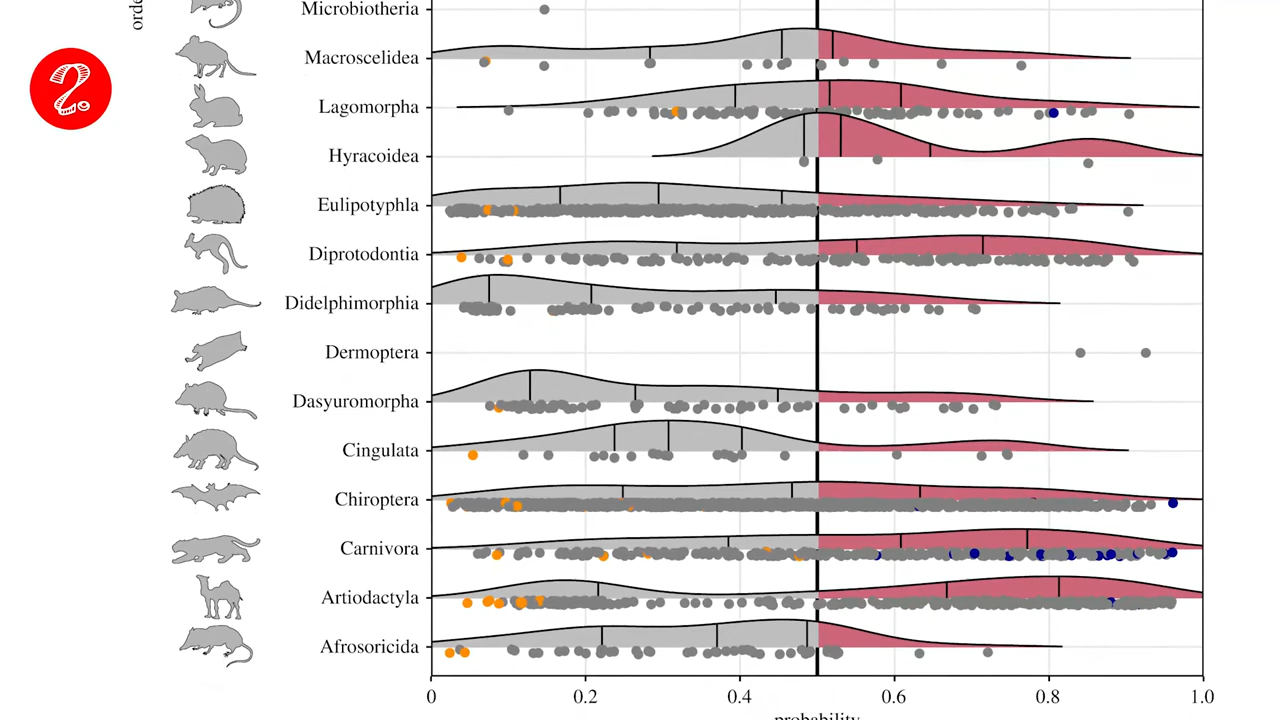 orde
Microbiotheria
Macroscelidea
Lagomorpha
Hyracoidea
Eulipotyphla
Diprotodontia
Didelphimorphia
Dermoptera
Dasyuromorpha
Cingulata
Chiroptera
Carnivora
Artiodactyla
Afrosoricida
0 0.2 0.4 0.6 0.8 1.0
probability
2.